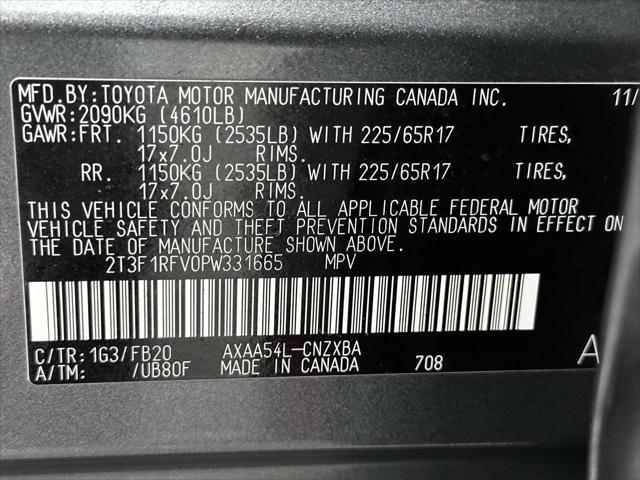 MFD.BY:TOYOTA MOTOR MANUFACTURING CANADA INC. 11/
GVWR:2090KG (4610LB)
GAWR:FRT. 1150KG (2535LB) WITH 225/65R17 TIRES,
17x7.0J RIMS.
RR. 1150KG (2535LB) WITH 225/65R17 TIRES,
17x7.0J RIMS.
THIS VEHICLE CONFORMS TO ALL APPLICABLE FEDERAL MOTOR
VEHICLE SAFETY AND THEFT PREVENTION STANDARDS IN EFFECT ON
THE DATE OF MANUFACTURE SHOWN ABOVE.
2T3F1RFV0PW331665 MPV
C/TR:1G3/FB20 AXAA54L-CNZXBA
A/TM: /UB80F MADE IN CANADA 708 A